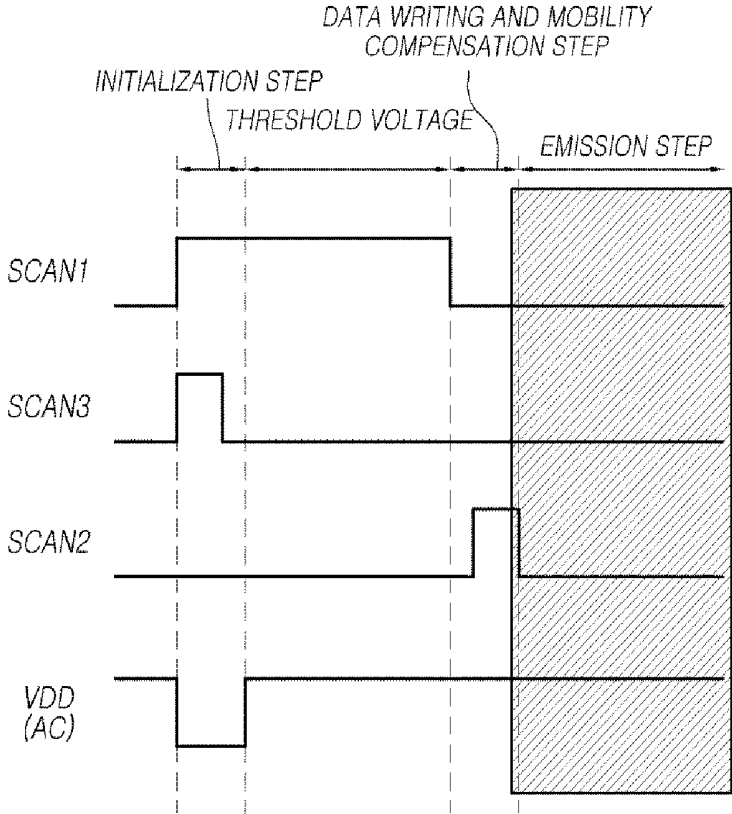 DATA WRITING AND MOBILITY
COMPENSATION STEP
INITIALIZATION STEP
THRESHOLD VOLTAGE
EMISSION STEP
SCAN1
SCAN3
SCAN2
VDD
(AC)